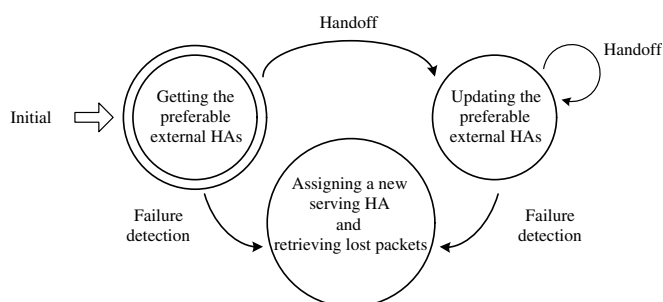 Handoff
Handoff
Initial
Getting the
preferable
external HAs
Updating the
preferable
external HAs
Assigning a new
serving HA
and
retrieving lost packets
Failure
detection
Failure
detection